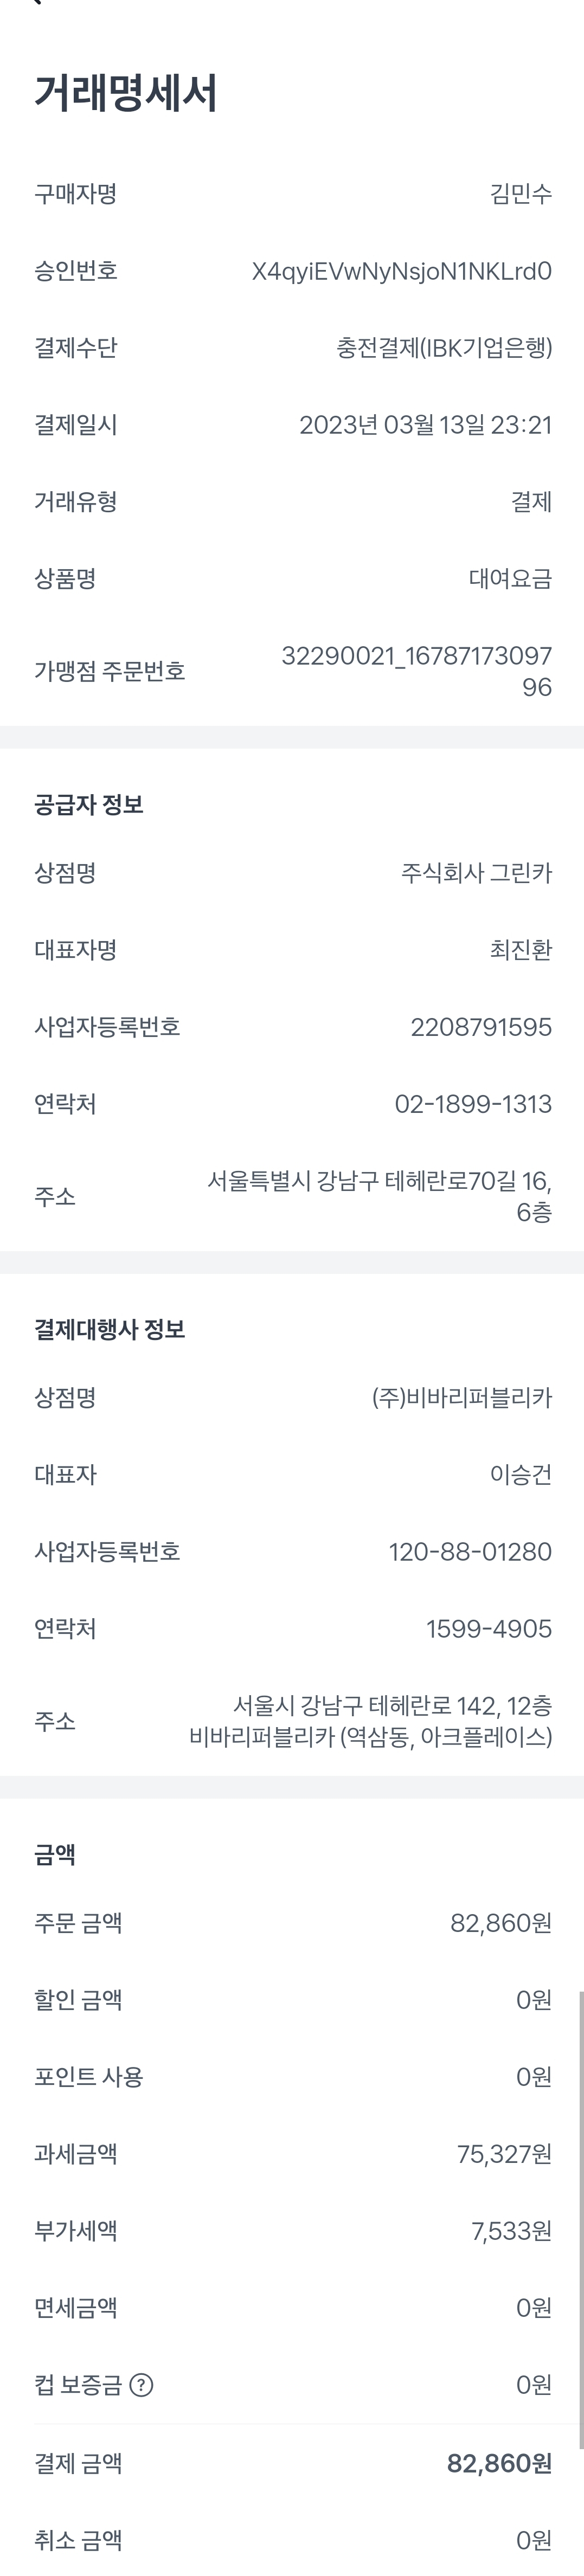 거래명세서
구매자명 김민수
승인번호 X4qyiEVwNyNsjoN1NKLrd0
결제수단 충전결제(IBK기업은행)
결제일시 2023년 03월 13일 23:21
거래유형 결제
상품명 대여요금
가맹점 주문번호 32290021_16787173097
96
공급자 정보
상점명 주식회사 그린카
대표자명 최진환
사업자등록번호 2208791595
연락처 02-1899-1313
주소 서울특별시 강남구 테헤란로70길 16,
6층
결제대행사 정보
상점명 (주)비바리퍼블리카
대표자 이승건
사업자등록번호 120-88-01280
연락처 1599-4905
주소 서울시 강남구 테헤란로 142, 12층
비바리퍼블리카 (역삼동, 아크플레이스)
금액
주문 금액 82,860원
할인 금액 0원
포인트 사용 0원
과세금액 75,327원
부가세액 7,533원
면세금액 0원
컵 보증금 ? 0원
결제 금액 82,860원
취소 금액 0원